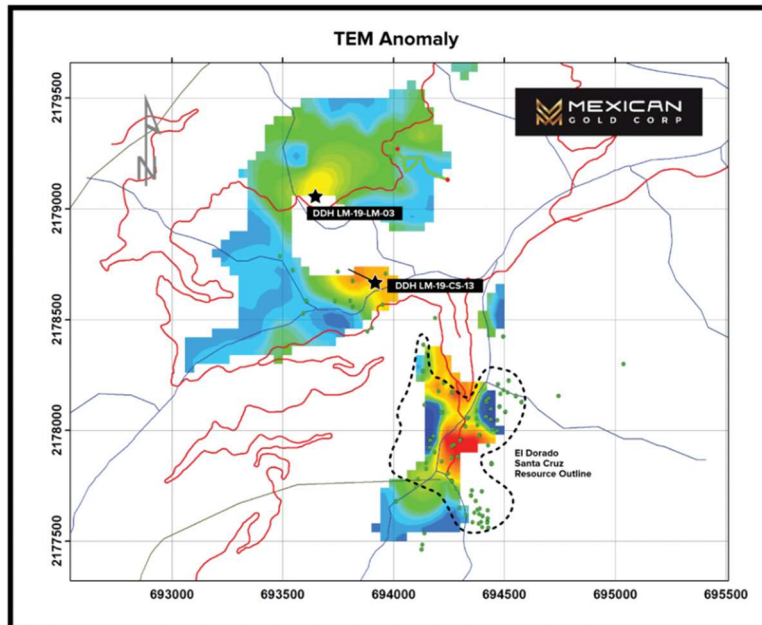 TEM Anomaly
MEXICAN
GOLD CORP
N
2179500
2179000
2178500
2178000
2177500
DDH LM-19-LM-03
DDH LM-19-CS-13
El Dorado
Santa Cruz
Resource Outline
693000 693500 694000 694500 695000 695500